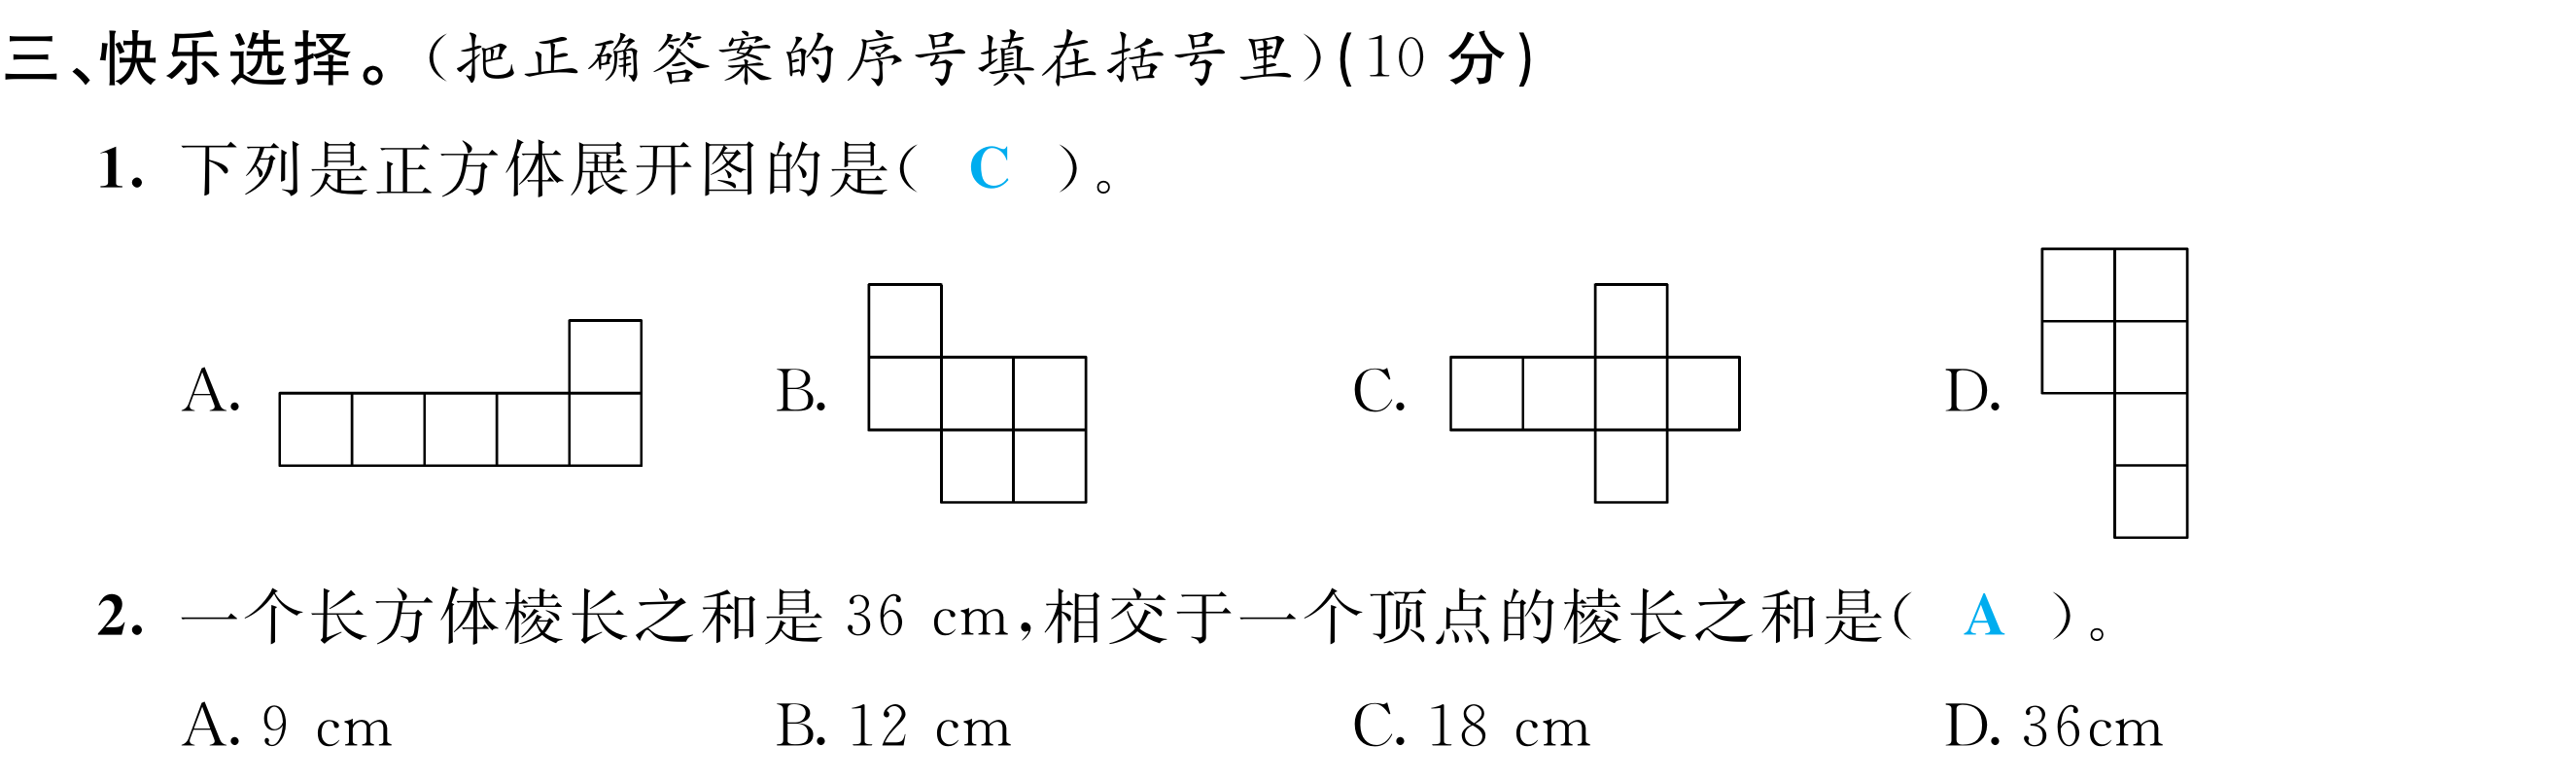 三、快乐选择。(把正确答案的序号填在括号里)(10 分)
1. 下列是正方体展开图的是( C )。
A. B. C. D.
2. 一个长方体棱长之和是 36 cm,相交于一个顶点的棱长之和是( A )。
A. 9 cm B. 12 cm C. 18 cm D. 36cm